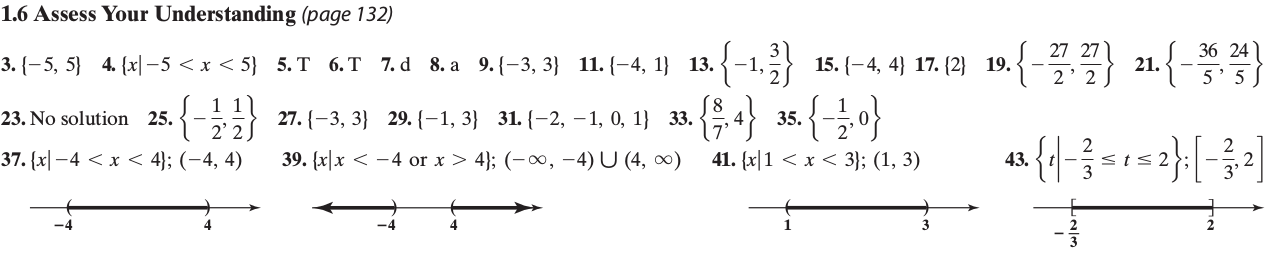 1.6 Assess Your Understanding (page 132)
3. {−5, 5} 4. {x|−5 < x < 5} 5. T 6. T 7. d 8. a 9. {−3, 3} 11. {−4, 1} 13. {−1, 3/2} 15. {−4, 4} 17. {2} 19. {−27/2, 27/2} 21. {−36/5, 24/5}
23. No solution 25. {−1/2, 1/2} 27. {−3, 3} 29. {−1, 3} 31. {−2, −1, 0, 1} 33. {8/7, 4} 35. {−1/2, 0}
37. {x|−4 < x < 4}; (−4, 4) 39. {x|x < −4 or x > 4}; (−∞, −4) ∪ (4, ∞) 41. {x|1 < x < 3}; (1, 3) 43. {t|−2/3 ≤ t ≤ 2}; [−2/3, 2]
−4 4 −4 4 1 3 −2/3 2